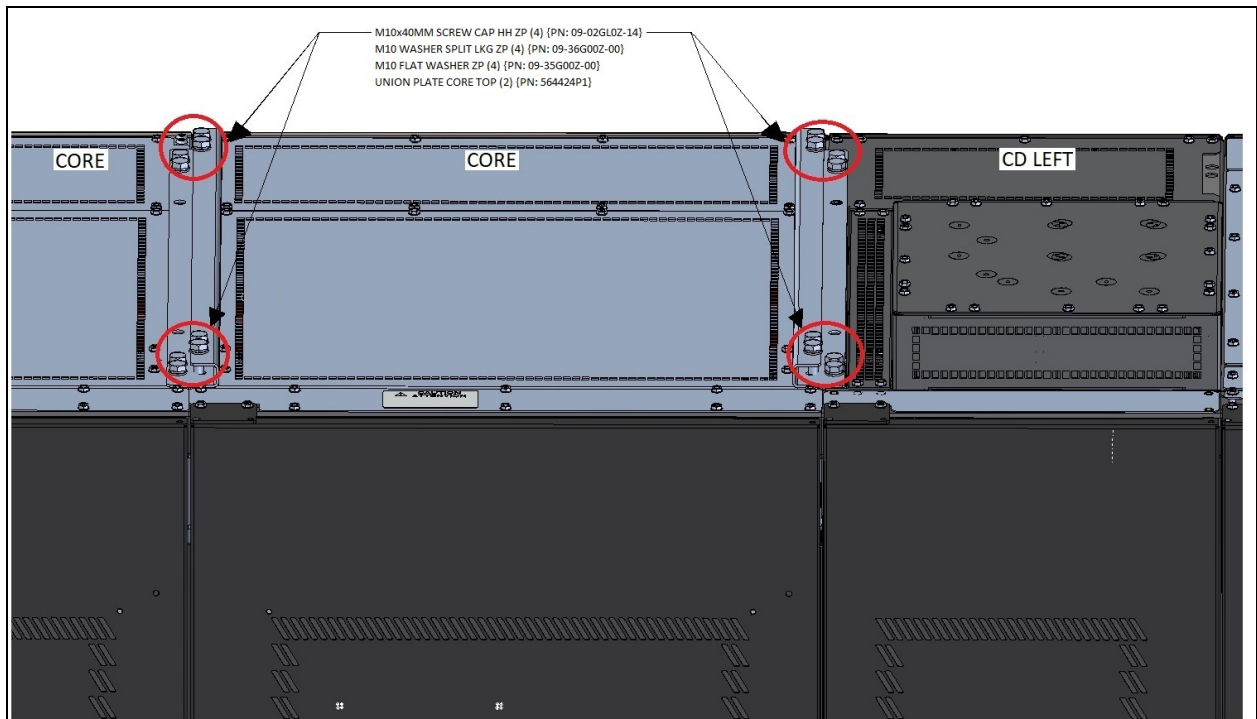 M10x40MM SCREW CAP HH ZP (4) {PN: 09-02GL0Z-14}
M10 WASHER SPLIT LKG ZP (4) {PN: 09-36G00Z-00}
M10 FLAT WASHER ZP (4) {PN: 09-35G00Z-00}
UNION PLATE CORE TOP (2) {PN: 564424P1}
CORE
CORE
CD LEFT
CAUTION